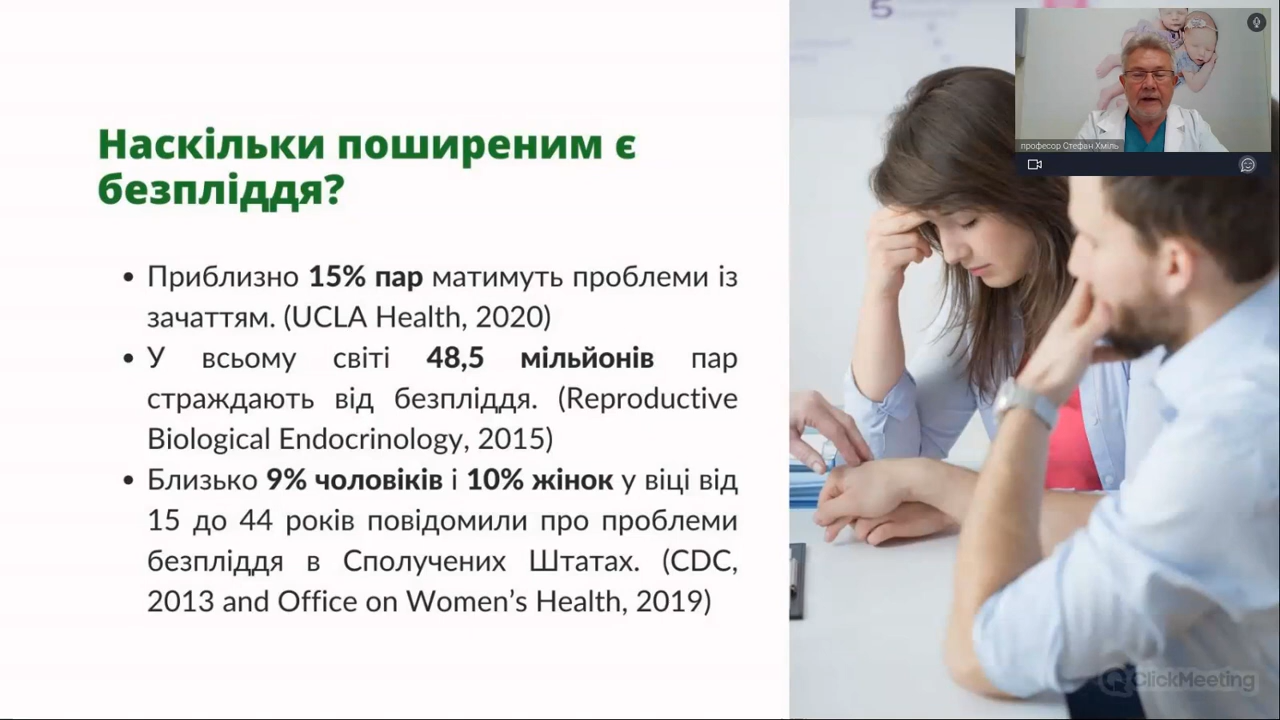 Наскільки поширеним є
безпліддя?
• Приблизно 15% пар матимуть проблеми із
зачаттям. (UCLA Health, 2020)
• У всьому світі 48,5 мільйонів пар
страждають від безпліддя. (Reproductive
Biological Endocrinology, 2015)
• Близько 9% чоловіків і 10% жінок у віці від
15 до 44 років повідомили про проблеми
безпліддя в Сполучених Штатах. (CDC,
2013 and Office on Women’s Health, 2019)
5
професор Стефан Хміль
ClickMeeting